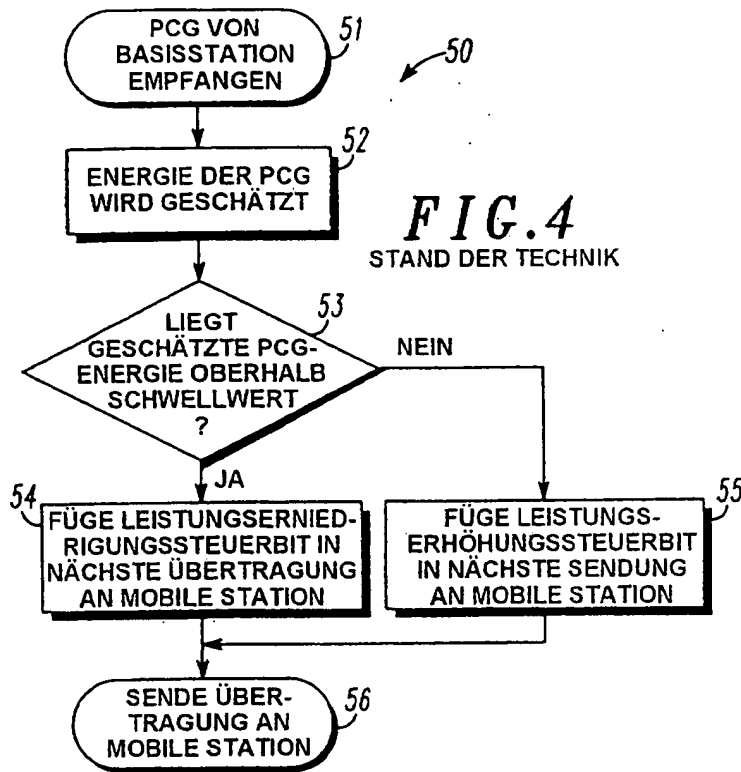 PCG VON
BASISSTATION
EMPFANGEN
51
50
52
ENERGIE DER PCG
WIRD GESCHÄTZT
FIG.4
STAND DER TECHNIK
53
LIEGT
GESCHÄTZTE PCG-
ENERGIE OBERHALB
SCHWELLWERT
?
NEIN
JA
54
FÜGE LEISTUNGSERNIED-
RIGUNGSSTEUERBIT IN
NÄCHSTE ÜBERTRAGUNG
AN MOBILE STATION
55
FÜGE LEISTUNGS-
ERHÖHUNGSSTEUERBIT
IN NÄCHSTE SENDUNG
AN MOBILE STATION
SENDE ÜBER-
TRAGUNG AN
MOBILE STATION
56